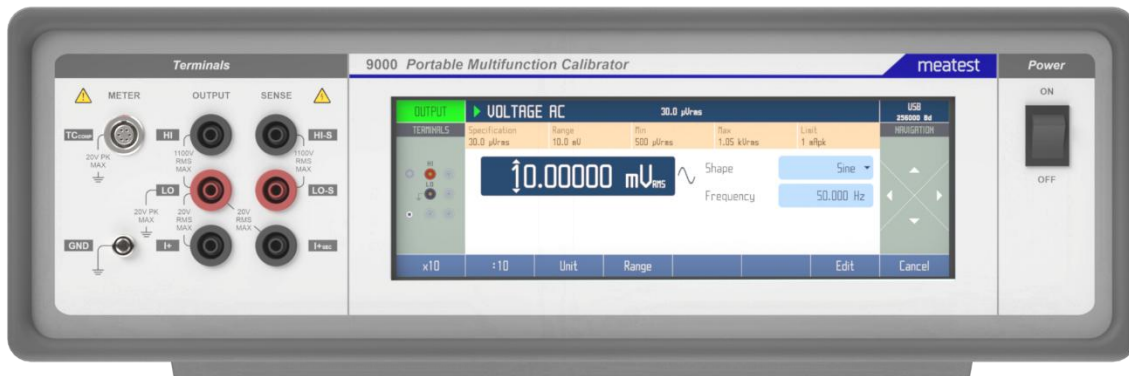 Terminals
9000 Portable Multifunction Calibrator
meatest
Power
METER
OUTPUT
SENSE
TCCOMP
HI
HI-S
20V PK
MAX
1100V
RMS
MAX
1100V
RMS
MAX
LO
LO-S
20V PK
MAX
20V
RMS
MAX
20V
RMS
MAX
GND
I+
I+SEC
OUTPUT
VOLTAGE AC
30.0 µVrms
USB
256000 Bd
TERMINALS
Specification
Range
Min
Max
Limit
30.0 µVrms
10.0 mV
500 µVrms
1.05 kVrms
1 mApk
NAVIGATION
HI
LO
10.00000 mVRMS
Shape
Sine
Frequency
50.000 Hz
x10
:10
Unit
Range
Edit
Cancel
ON
OFF